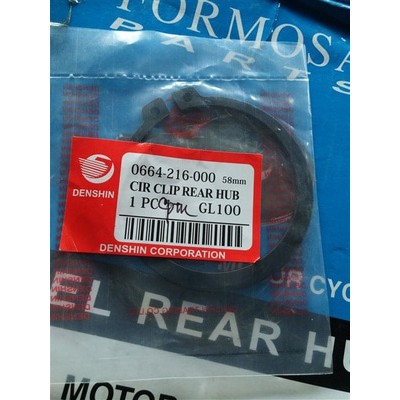 FORMOSA
PARTS
DENSHIN
0664-216-000 58mm
CIR CLIP REAR HUB
1 PC GL100
DENSHIN CORPORATION
OR CYC
EL REAR HU
MOTOR